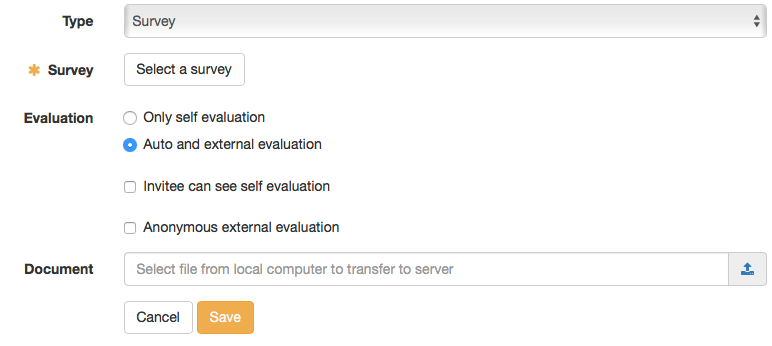 Type Survey
✱ Survey Select a survey
Evaluation Only self evaluation
Auto and external evaluation
Invitee can see self evaluation
Anonymous external evaluation
Document Select file from local computer to transfer to server
Cancel Save